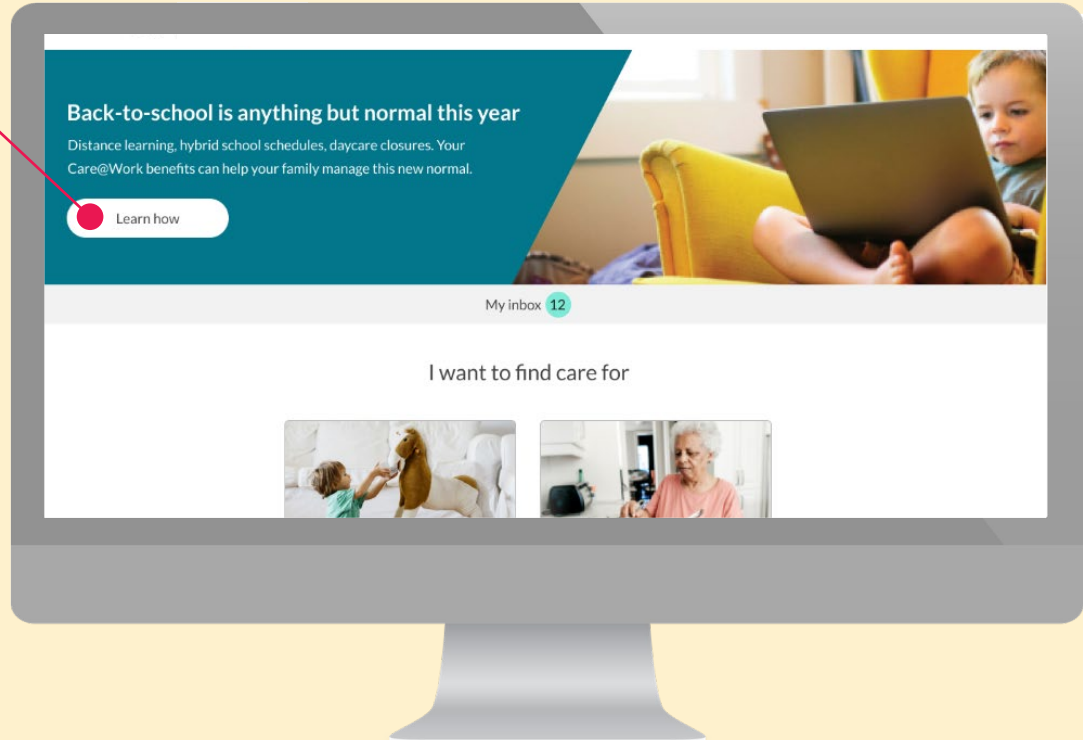 Back-to-school is anything but normal this year
Distance learning, hybrid school schedules, daycare closures. Your
Care@Work benefits can help your family manage this new normal.
Learn how
My inbox 12
I want to find care for